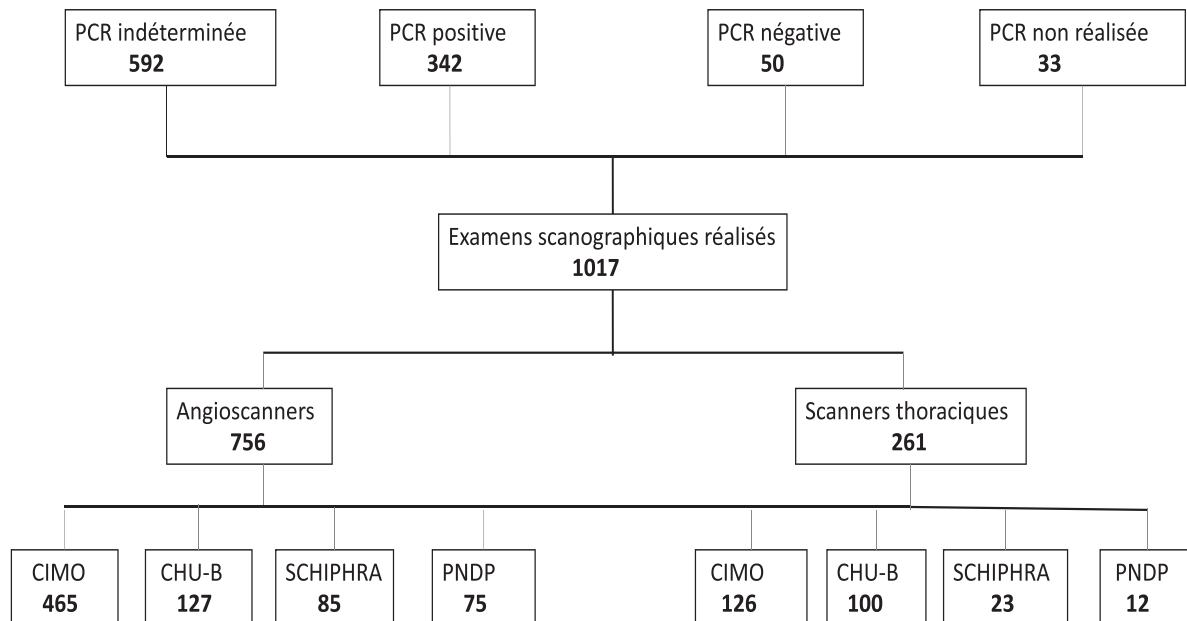 PCR indéterminée
592
PCR positive
342
PCR négative
50
PCR non réalisée
33
Examens scanographiques réalisés
1017
Angioscanners
756
Scanners thoraciques
261
CIMO
465
CHU-B
127
SCHIPHRA
85
PNDP
75
CIMO
126
CHU-B
100
SCHIPHRA
23
PNDP
12